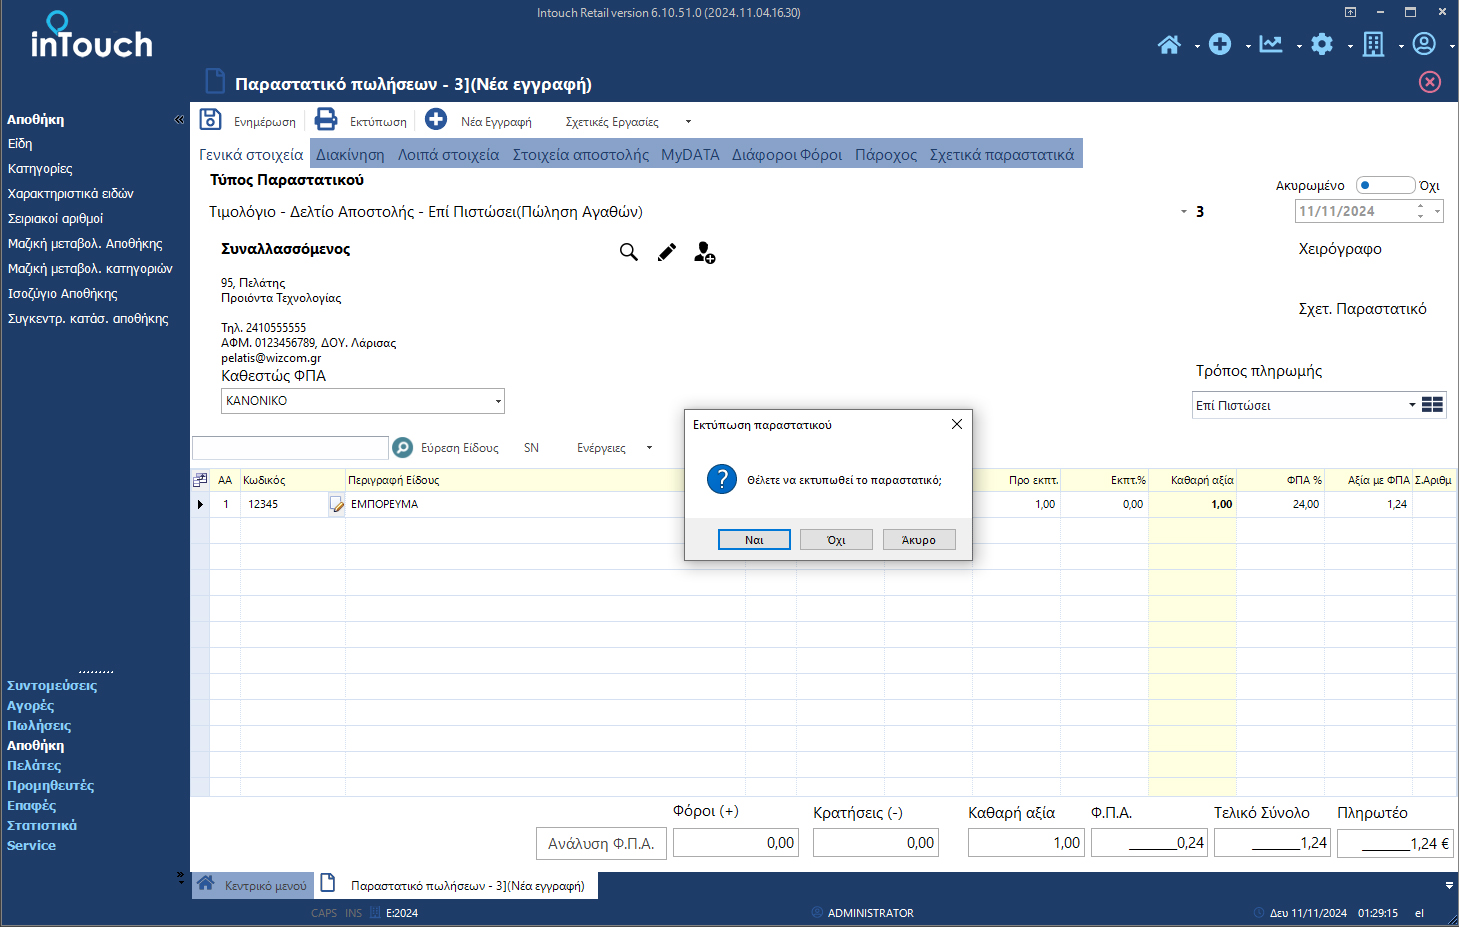 Intouch Retail version 6.10.51.0 (2024.11.04.16.30)
inTouch
Παραστατικό πωλήσεων - 3](Νέα εγγραφή)
Αποθήκη
Είδη
Κατηγορίες
Χαρακτηριστικά ειδών
Σειριακοί αριθμοί
Μαζική μεταβολ. Αποθήκης
Μαζική μεταβολ. κατηγοριών
Ισοζύγιο Αποθήκης
Συγκεντρ. κατάσ. αποθήκης
Ενημέρωση Εκτύπωση Νέα Εγγραφή Σχετικές Εργασίες
Γενικά στοιχεία Διακίνηση Λοιπά στοιχεία Στοιχεία αποστολής MyDATA Διάφοροι Φόροι Πάροχος Σχετικά παραστατικά
Τύπος Παραστατικού
Ακυρωμένο Όχι
Τιμολόγιο - Δελτίο Αποστολής - Επί Πιστώσει(Πώληση Αγαθών) 3 11/11/2024
Συναλλασσόμενος
Χειρόγραφο
95, Πελάτης
Προιόντα Τεχνολογίας
Σχετ. Παραστατικό
Τηλ. 2410555555
ΑΦΜ. 0123456789, ΔΟΥ. Λάρισας
pelatis@wizcom.gr
Καθεστώς ΦΠΑ
Τρόπος πληρωμής
ΚΑΝΟΝΙΚΟ
Επί Πιστώσει
Εύρεση Είδους SN Ενέργειες
Εκτύπωση παραστατικού
Θέλετε να εκτυπωθεί το παραστατικό;
Ναι Όχι Άκυρο
ΑΑ Κωδικός Περιγραφή Είδους Προ εκπτ. Εκπτ.% Καθαρή αξία ΦΠΑ % Αξία με ΦΠΑ Σ.Αριθμ
1 12345 ΕΜΠΟΡΕΥΜΑ 1,00 0,00 1,00 24,00 1,24
Συντομεύσεις
Αγορές
Πωλήσεις
Αποθήκη
Πελάτες
Προμηθευτές
Επαφές
Στατιστικά
Service
Φόροι (+) Κρατήσεις (-) Καθαρή αξία Φ.Π.Α. Τελικό Σύνολο Πληρωτέο
Ανάλυση Φ.Π.Α. 0,00 0,00 1,00 _______0,24 _______1,24 _______1,24 €
Κεντρικό μενού Παραστατικό πωλήσεων - 3](Νέα εγγραφή)
CAPS INS E:2024 ADMINISTRATOR Δευ 11/11/2024 01:29:15 el